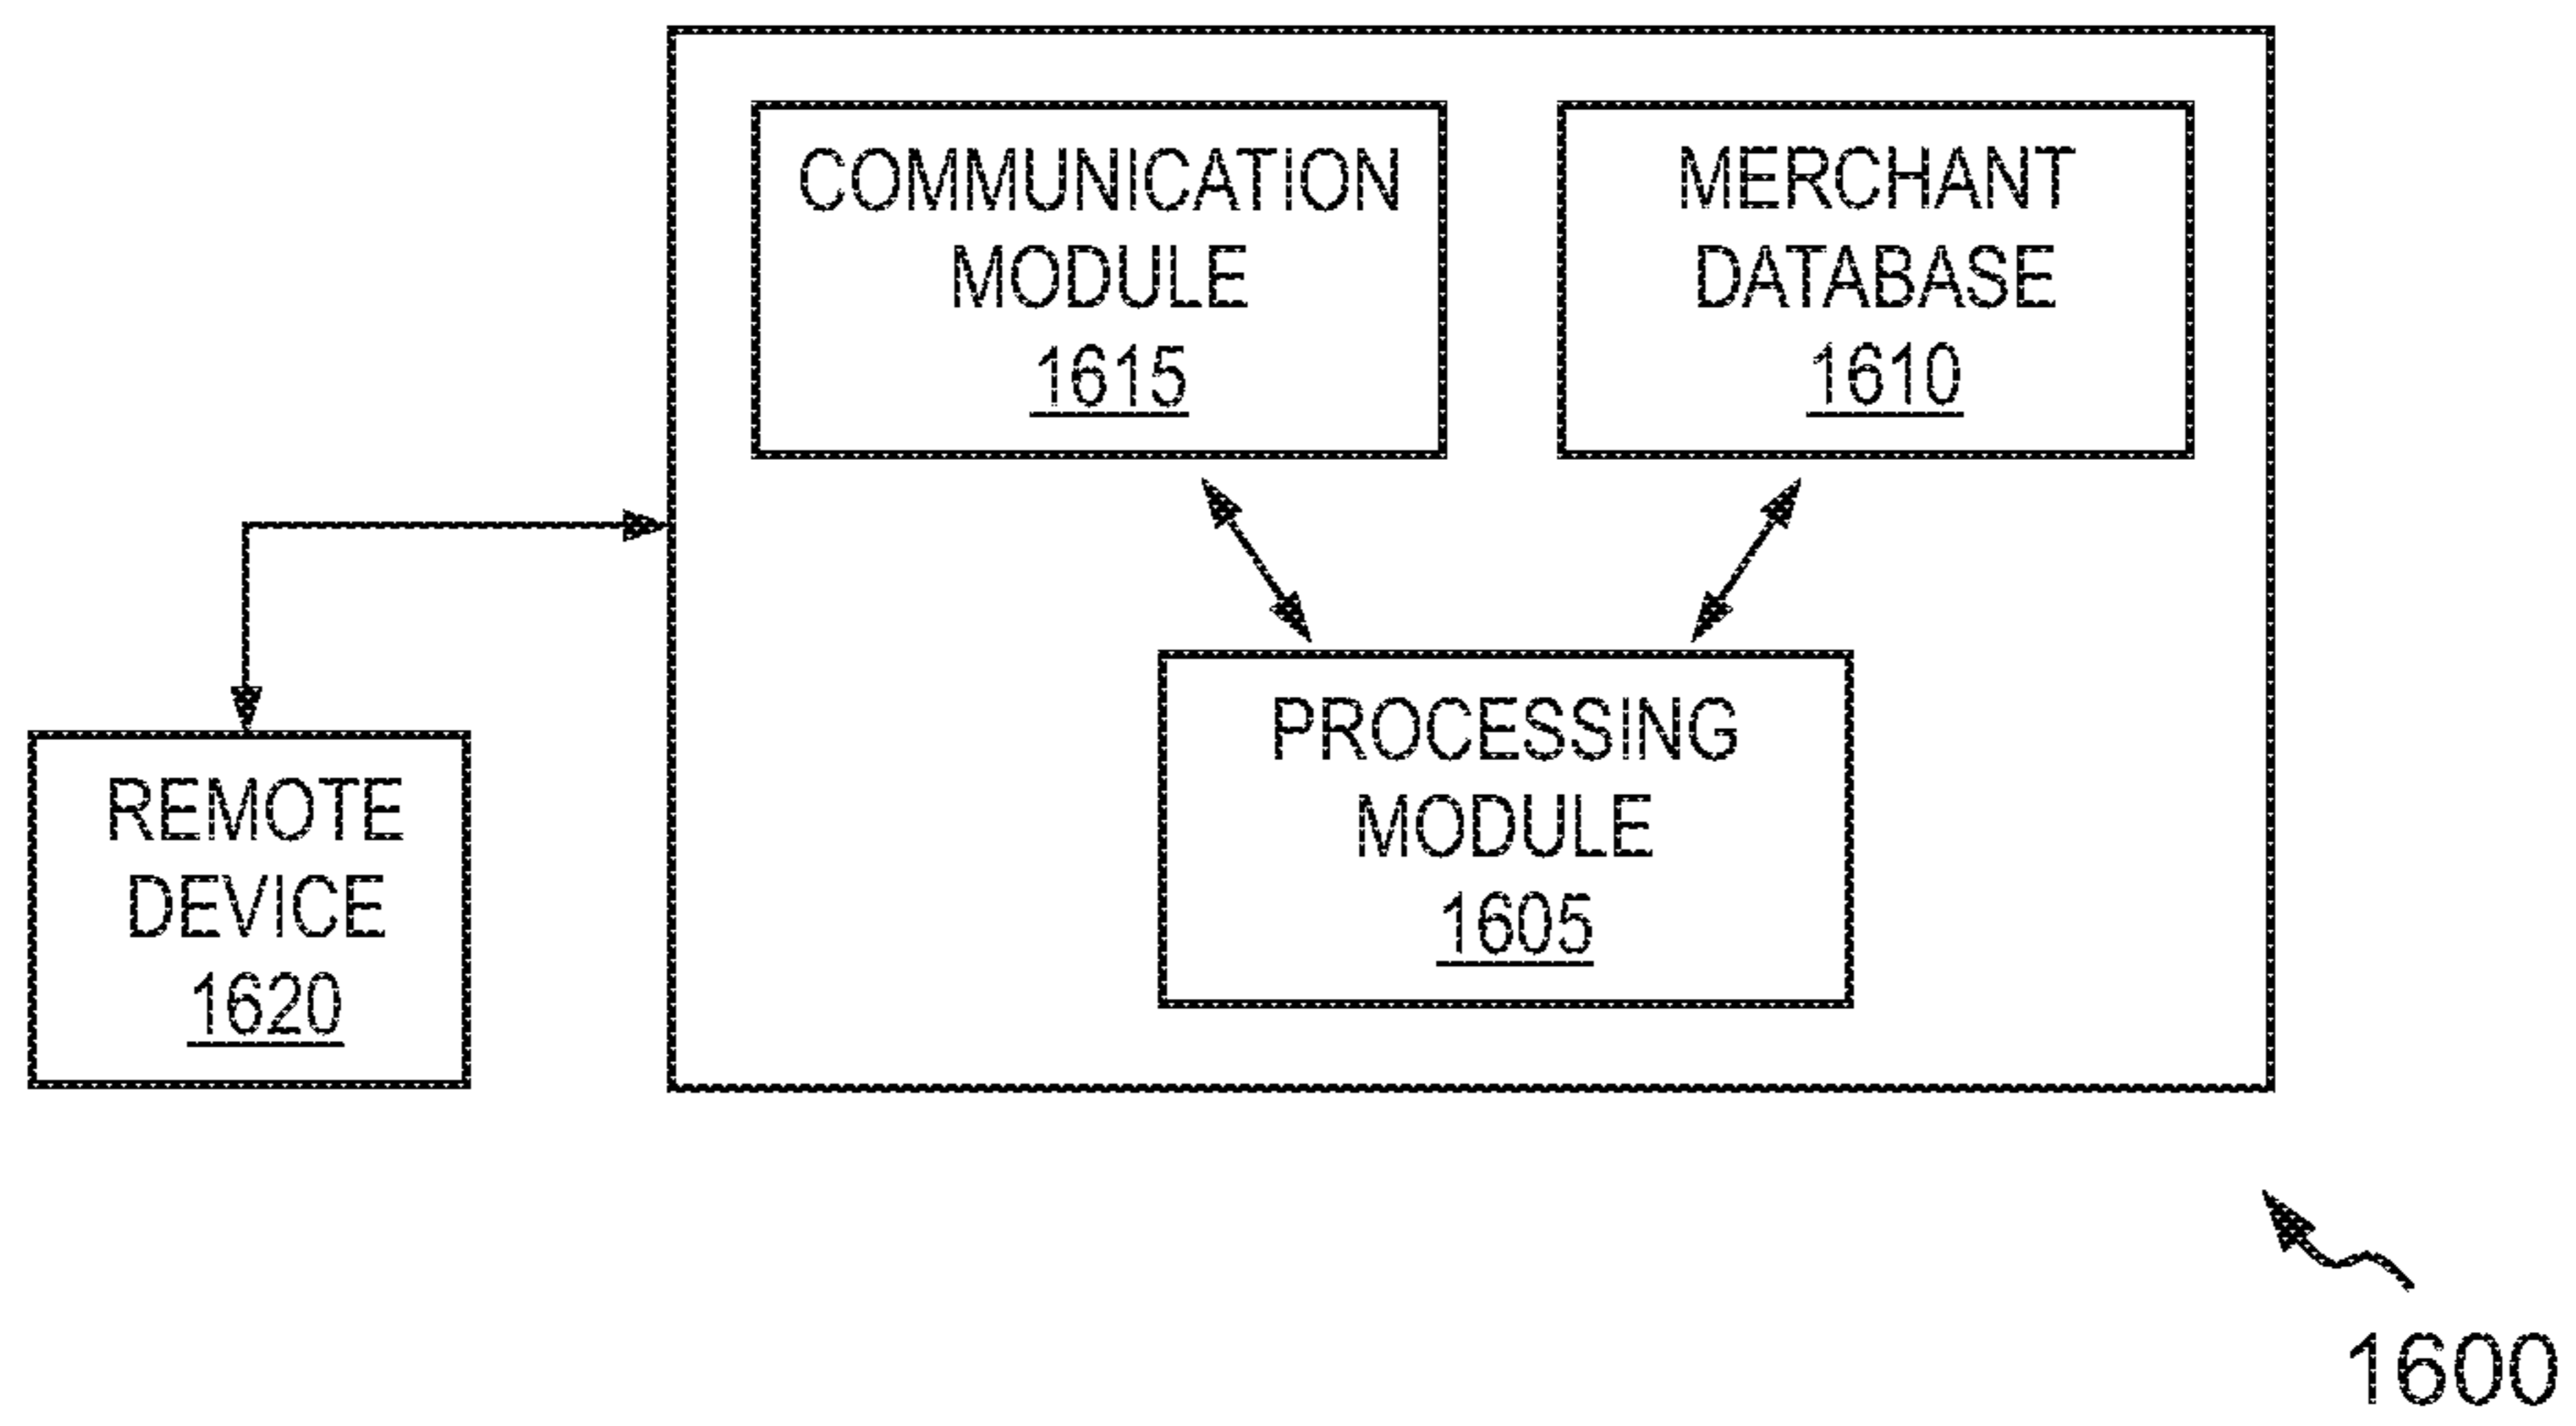 COMMUNICATION
MODULE
1615
MERCHANT
DATABASE
1610
PROCESSING
MODULE
1605
REMOTE
DEVICE
1620
1600